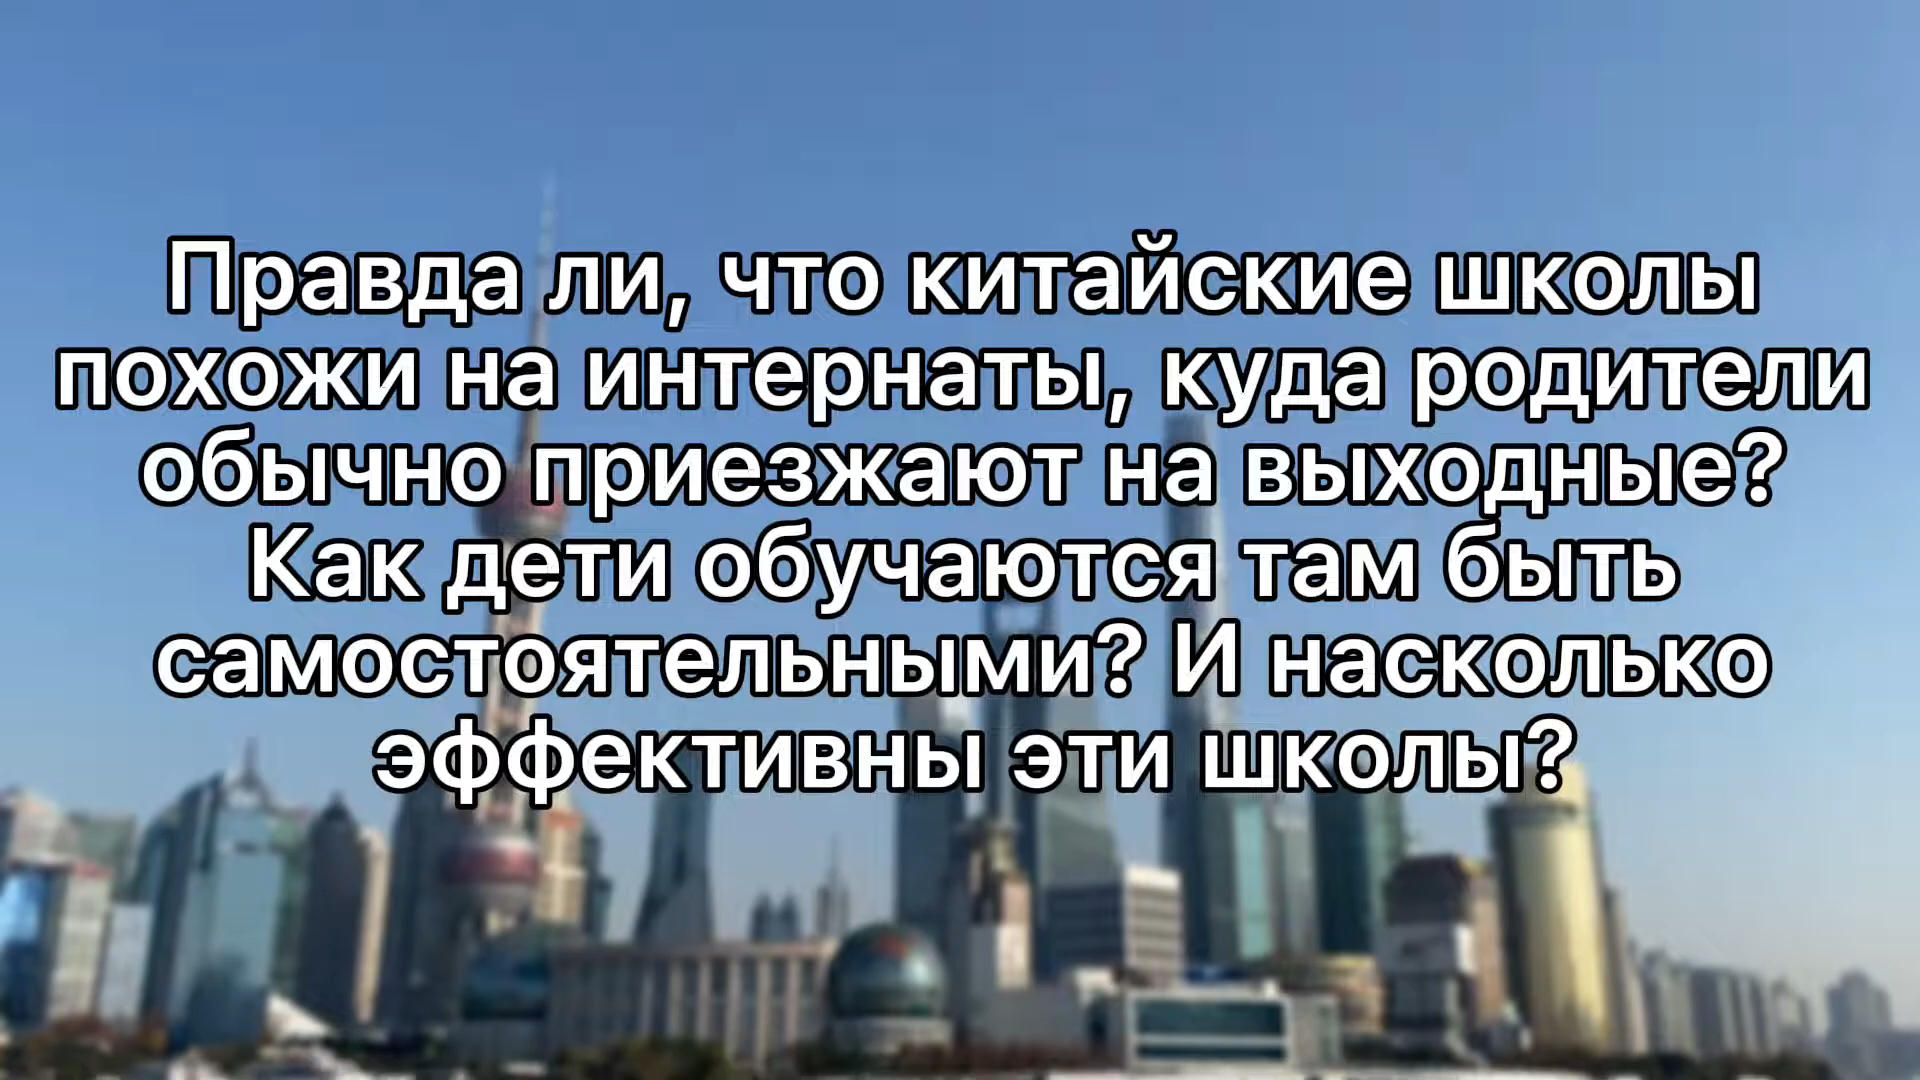 Правда ли, что китайские школы
похожи на интернаты, куда родители
обычно приезжают на выходные?
Как дети обучаются там быть
самостоятельными? И насколько
эффективны эти школы?